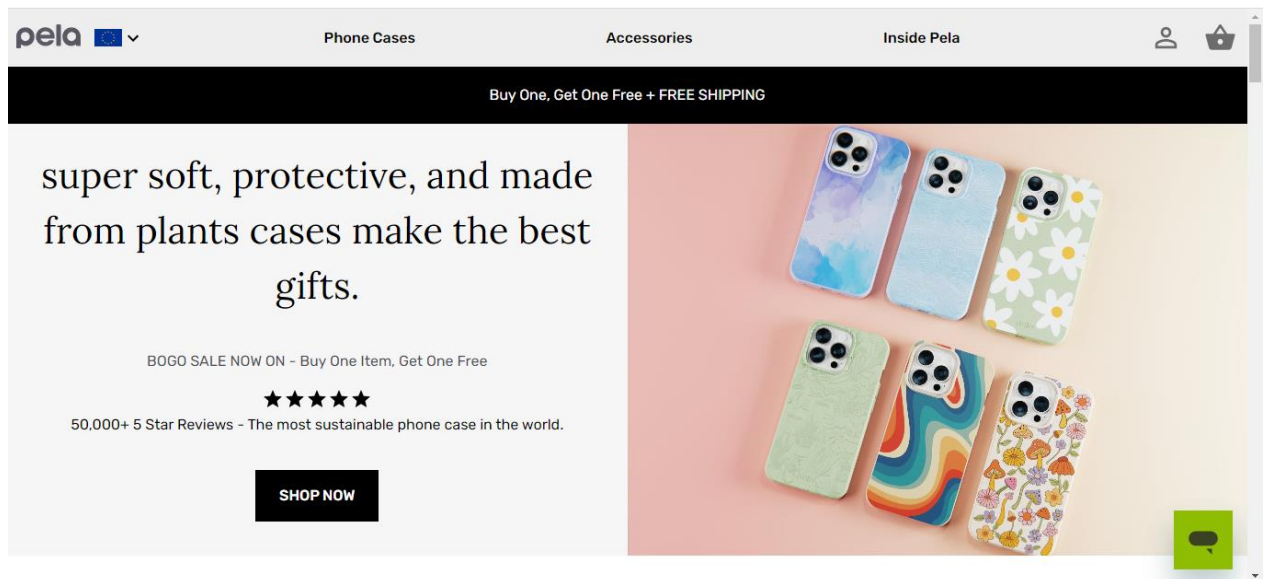 pela
Phone Cases
Accessories
Inside Pela
Buy One, Get One Free + FREE SHIPPING
super soft, protective, and made
from plants cases make the best
gifts.
BOGO SALE NOW ON - Buy One Item, Get One Free
50,000+ 5 Star Reviews - The most sustainable phone case in the world.
SHOP NOW